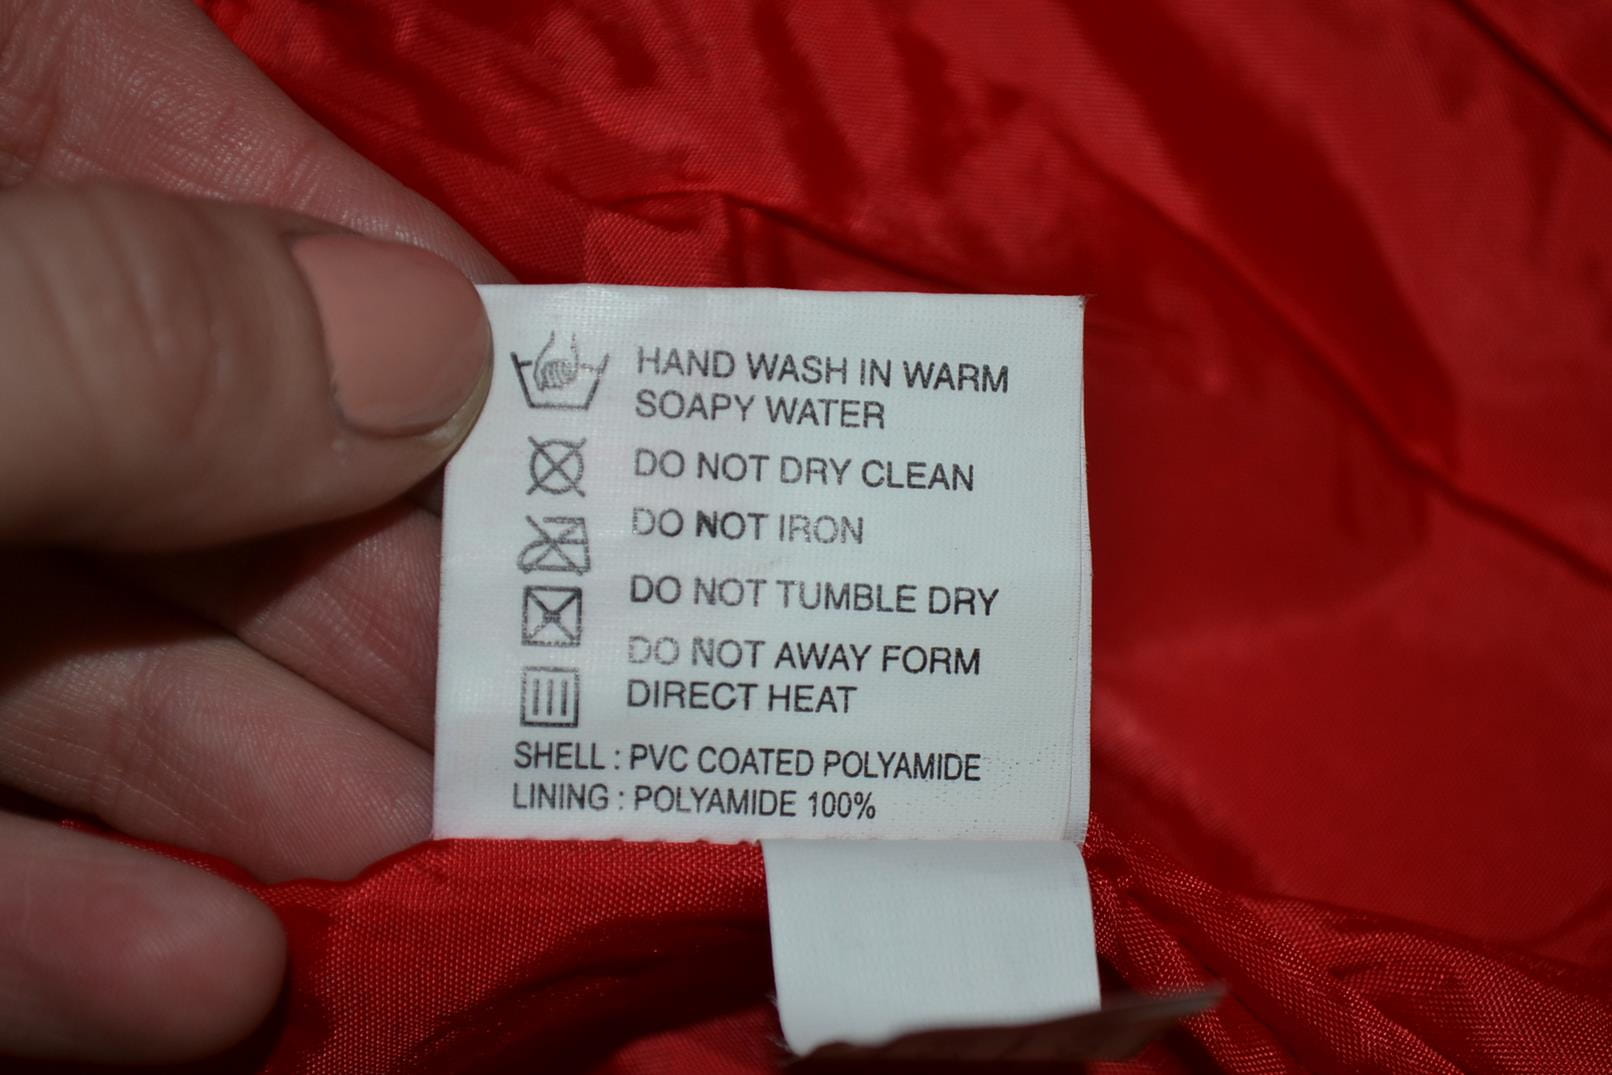 HAND WASH IN WARM
SOAPY WATER
DO NOT DRY CLEAN
DO NOT IRON
DO NOT TUMBLE DRY
DO NOT AWAY FORM
DIRECT HEAT
SHELL : PVC COATED POLYAMIDE
LINING : POLYAMIDE 100%